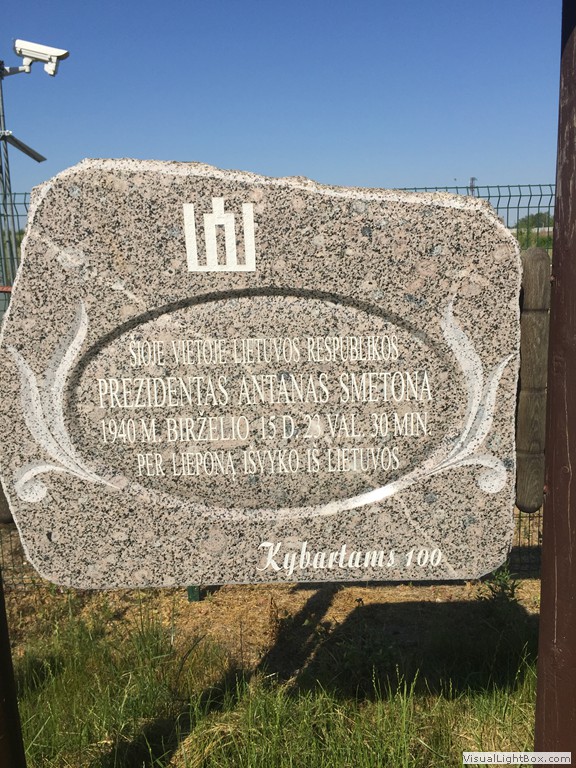 ŠIOJE VIETOJE LIETUVOS RESPUBLIKOS
PREZIDENTAS ANTANAS SMETONA
1940 M. BIRŽELIO 15 D. 23 VAL. 30 MIN.
PER LIEPONĄ IŠVYKO IŠ LIETUVOS
Kybartams 100
VisualLightBox.com